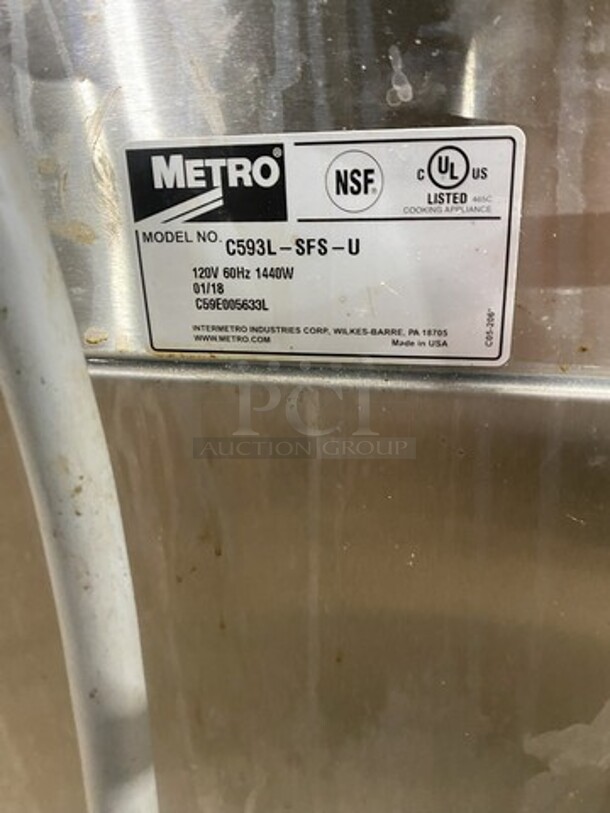 METRO®
NSF®
C UL® US
LISTED 465C
COOKING APPLIANCE
MODEL NO. C593L-SFS-U
120V 60Hz 1440W
01/18
C59E005633L
INTERMETRO INDUSTRIES CORP, WILKES-BARRE, PA 18705
WWW.METRO.COM
Made in USA
C05-206*
PCI
AUCTION GROUP